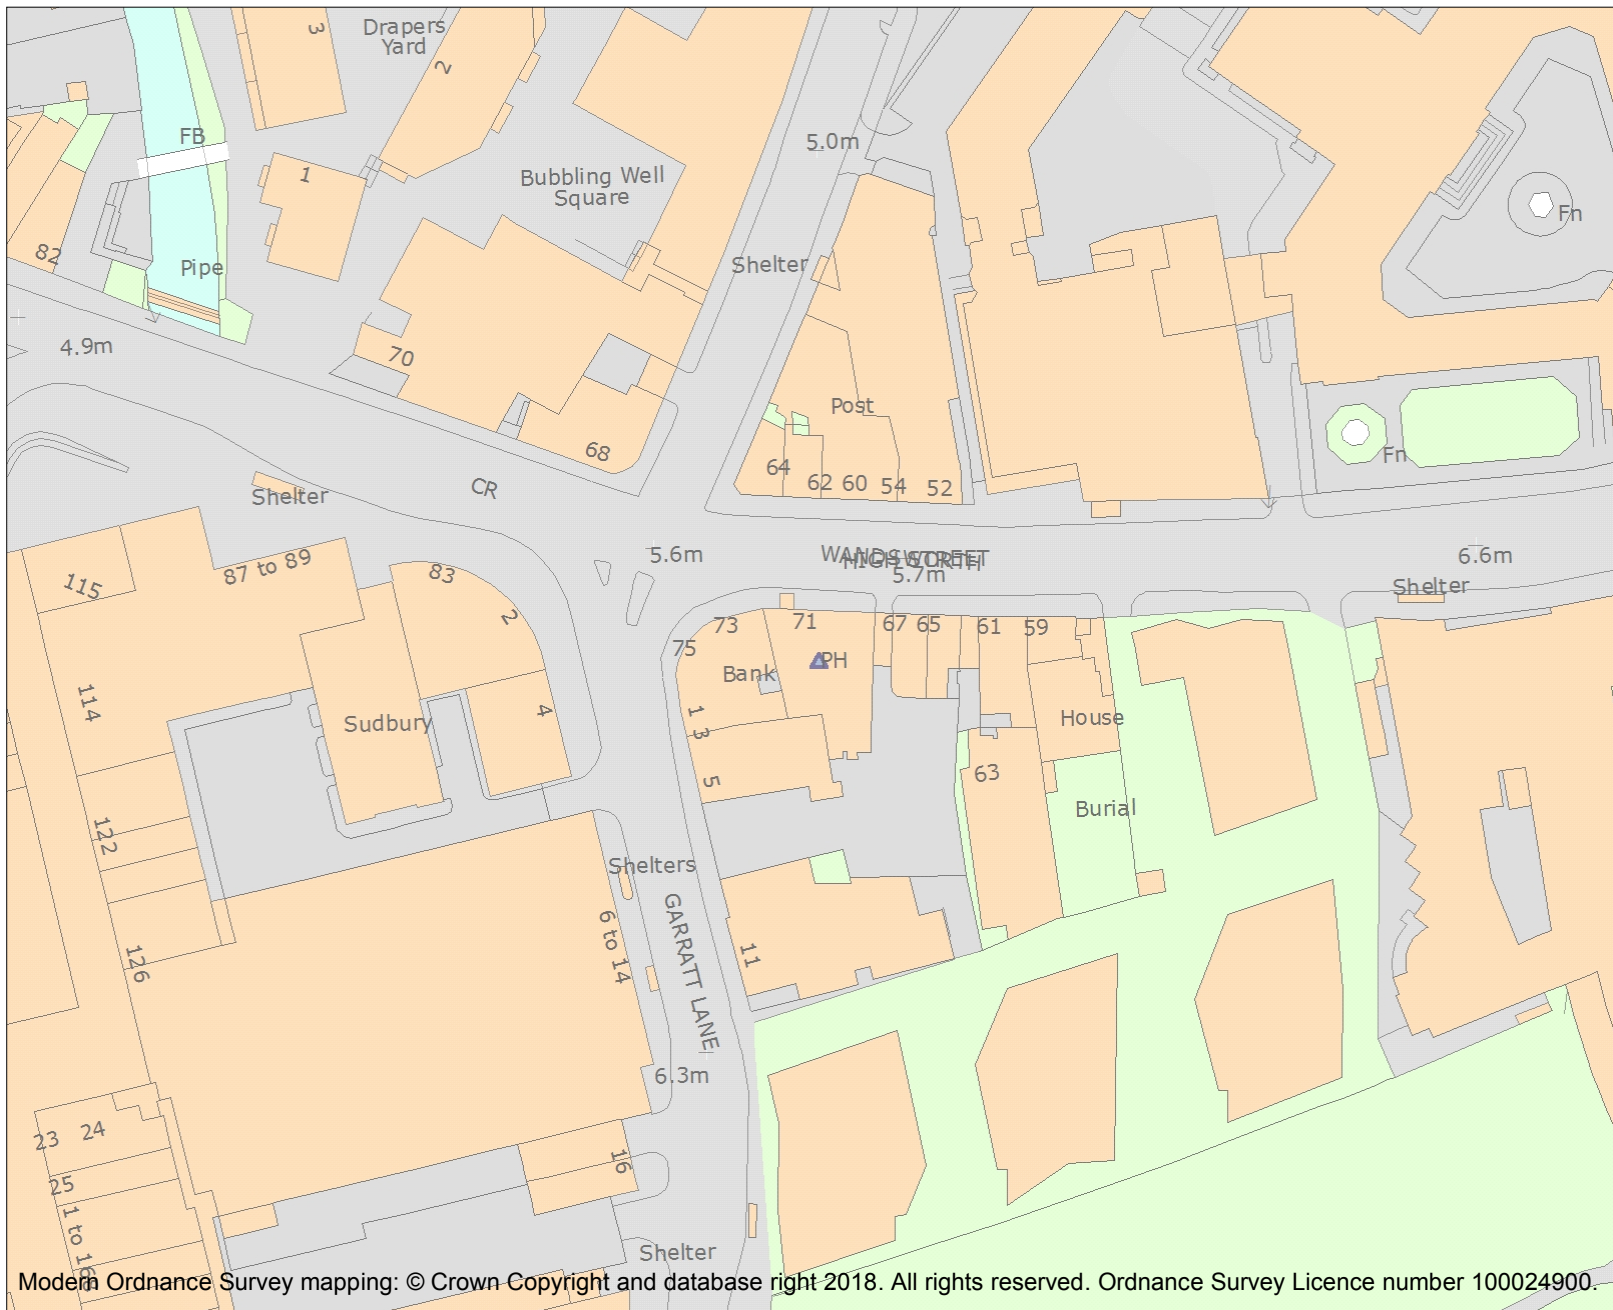 3
Drapers
Yard
2
FB
5.0m
1
Bubbling Well
Square
Fn
82
Pipe
Shelter
4.9m
70
Post
68
Fn
64
62
60
54
52
CR
Shelter
WANDSWORTH
HIGH STREET
5.6m
5.7m
6.6m
87 to 89
83
115
Shelter
2
73
71
67
65
61
59
75
PH
Bank
114
4
1
3
House
Sudbury
5
63
Burial
122
Shelters
GARRATT LANE
6 to 14
11
126
6.3m
23
24
16
25
1 to 168
Shelter
Modern Ordnance Survey mapping: © Crown Copyright and database right 2018. All rights reserved. Ordnance Survey Licence number 100024900.